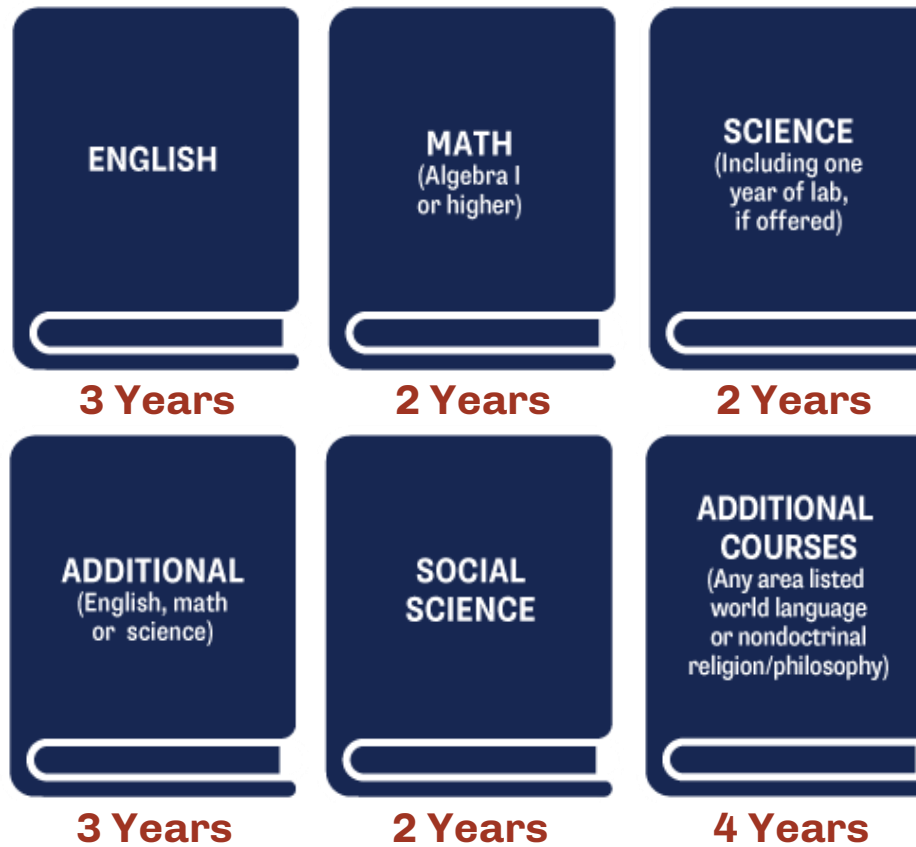 ENGLISH
3 Years
MATH
(Algebra I
or higher)
2 Years
SCIENCE
(Including one
year of lab,
if offered)
2 Years
ADDITIONAL
(English, math
or science)
3 Years
SOCIAL
SCIENCE
2 Years
ADDITIONAL
COURSES
(Any area listed
world language
or nondoctrinal
religion/philosophy)
4 Years